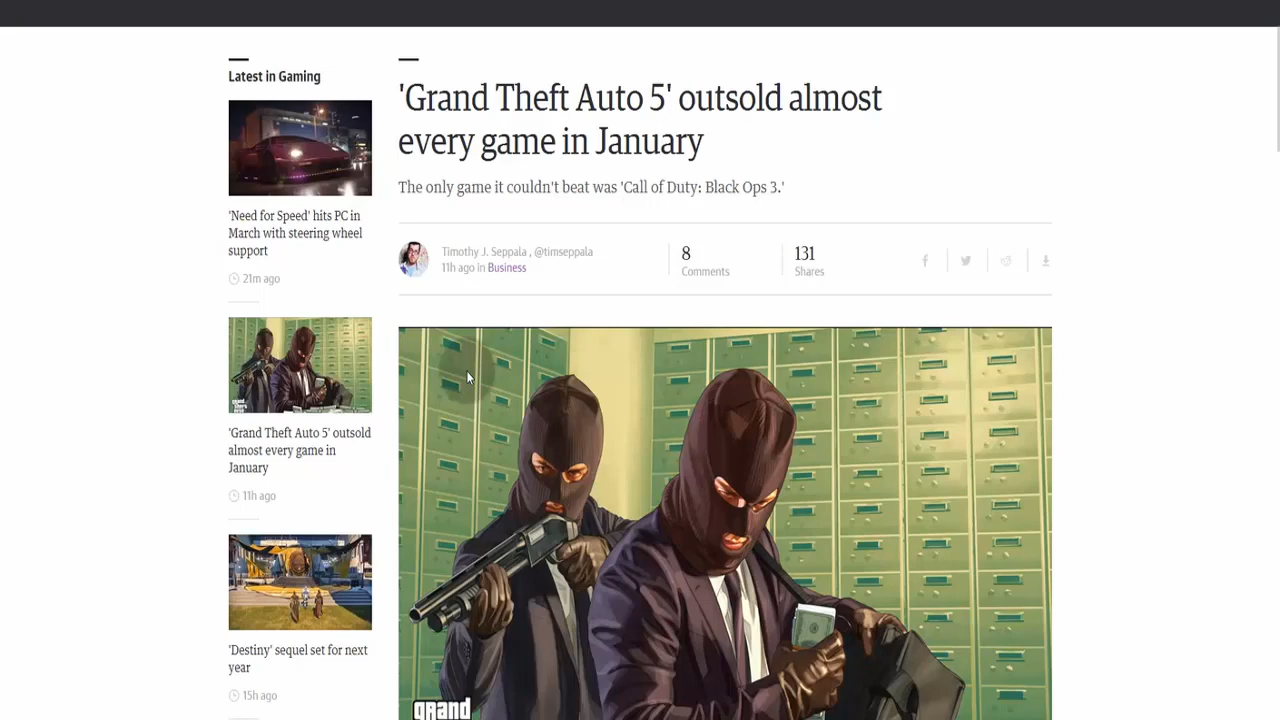 Latest in Gaming
'Need for Speed' hits PC in
March with steering wheel
support
21m ago
'Grand Theft Auto 5' outsold
almost every game in
January
11h ago
'Destiny' sequel set for next
year
15h ago
'Grand Theft Auto 5' outsold almost
every game in January
The only game it couldn't beat was 'Call of Duty: Black Ops 3.'
Timothy J. Seppala , @timseppala
11h ago in Business
8
Comments
131
Shares
grand